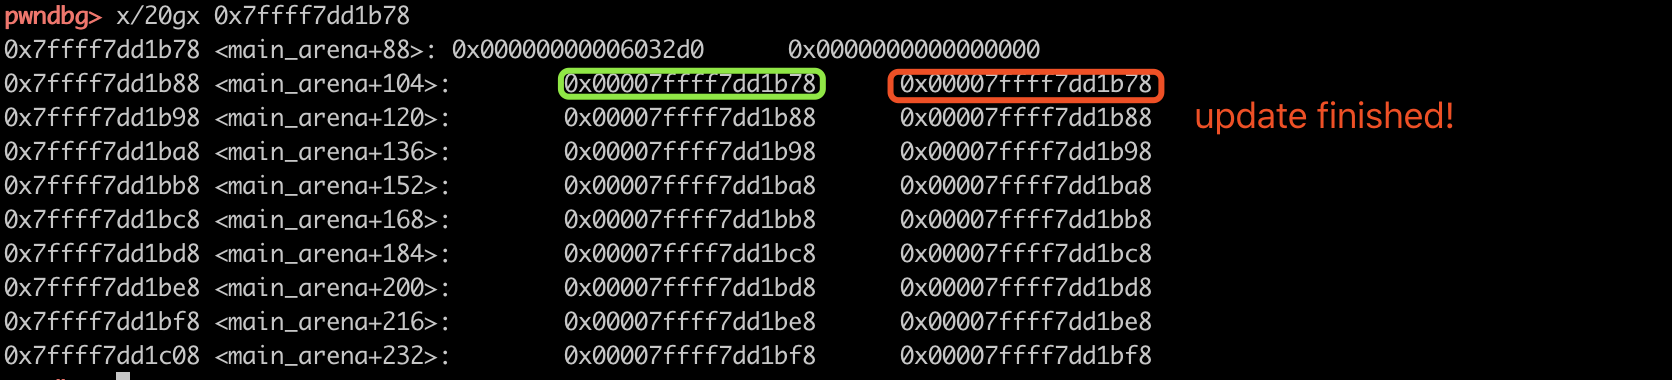 pwndbg> x/20gx 0x7ffff7dd1b78
0x7ffff7dd1b78 <main_arena+88>: 0x00000000006032d0 0x0000000000000000
0x7ffff7dd1b88 <main_arena+104>: 0x00007ffff7dd1b78 0x00007ffff7dd1b78
0x7ffff7dd1b98 <main_arena+120>: 0x00007ffff7dd1b88 0x00007ffff7dd1b88 update finished!
0x7ffff7dd1ba8 <main_arena+136>: 0x00007ffff7dd1b98 0x00007ffff7dd1b98
0x7ffff7dd1bb8 <main_arena+152>: 0x00007ffff7dd1ba8 0x00007ffff7dd1ba8
0x7ffff7dd1bc8 <main_arena+168>: 0x00007ffff7dd1bb8 0x00007ffff7dd1bb8
0x7ffff7dd1bd8 <main_arena+184>: 0x00007ffff7dd1bc8 0x00007ffff7dd1bc8
0x7ffff7dd1be8 <main_arena+200>: 0x00007ffff7dd1bd8 0x00007ffff7dd1bd8
0x7ffff7dd1bf8 <main_arena+216>: 0x00007ffff7dd1be8 0x00007ffff7dd1be8
0x7ffff7dd1c08 <main_arena+232>: 0x00007ffff7dd1bf8 0x00007ffff7dd1bf8